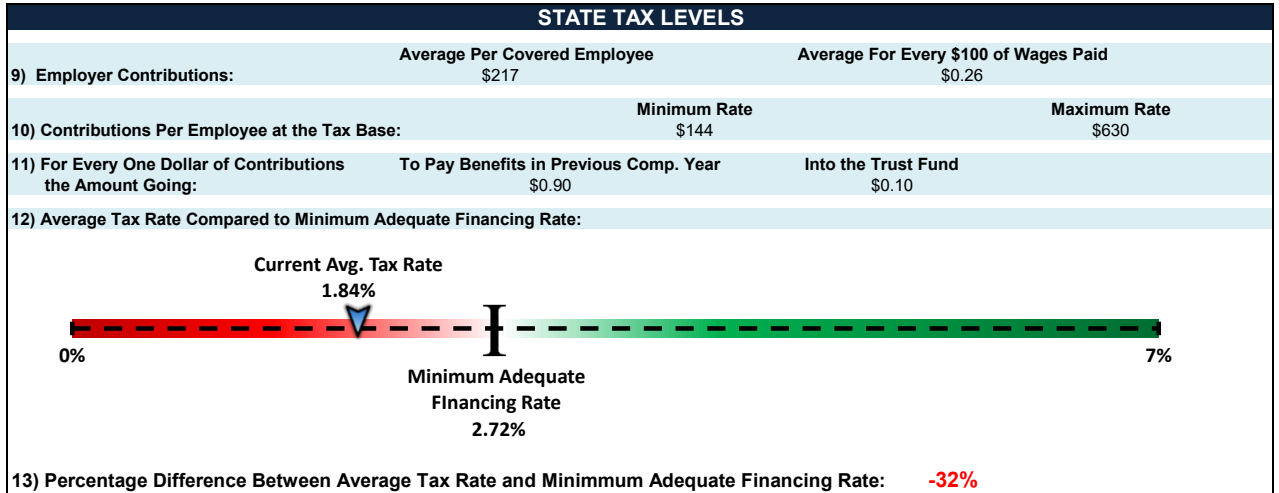 STATE TAX LEVELS
Average Per Covered Employee Average For Every $100 of Wages Paid
9) Employer Contributions: $217 $0.26
Minimum Rate Maximum Rate
10) Contributions Per Employee at the Tax Base: $144 $630
11) For Every One Dollar of Contributions To Pay Benefits in Previous Comp. Year Into the Trust Fund
the Amount Going: $0.90 $0.10
12) Average Tax Rate Compared to Minimum Adequate Financing Rate:
Current Avg. Tax Rate
1.84%
0% 7%
Minimum Adequate
FInancing Rate
2.72%
13) Percentage Difference Between Average Tax Rate and Minimmum Adequate Financing Rate: -32%